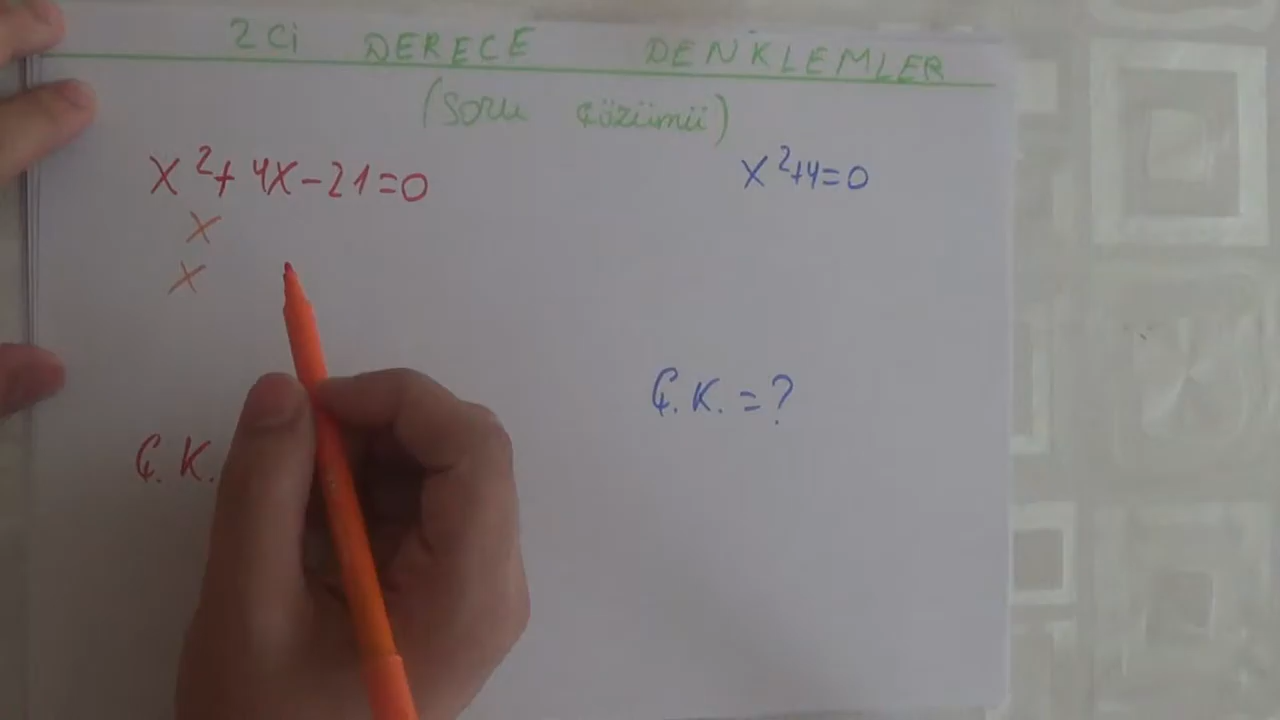 2Ci DERECE DENKLEMLER
(Soru çözümü)
x²+4x-21=0
x
x
Ç.K.
x²+4=0
Ç.K.=?